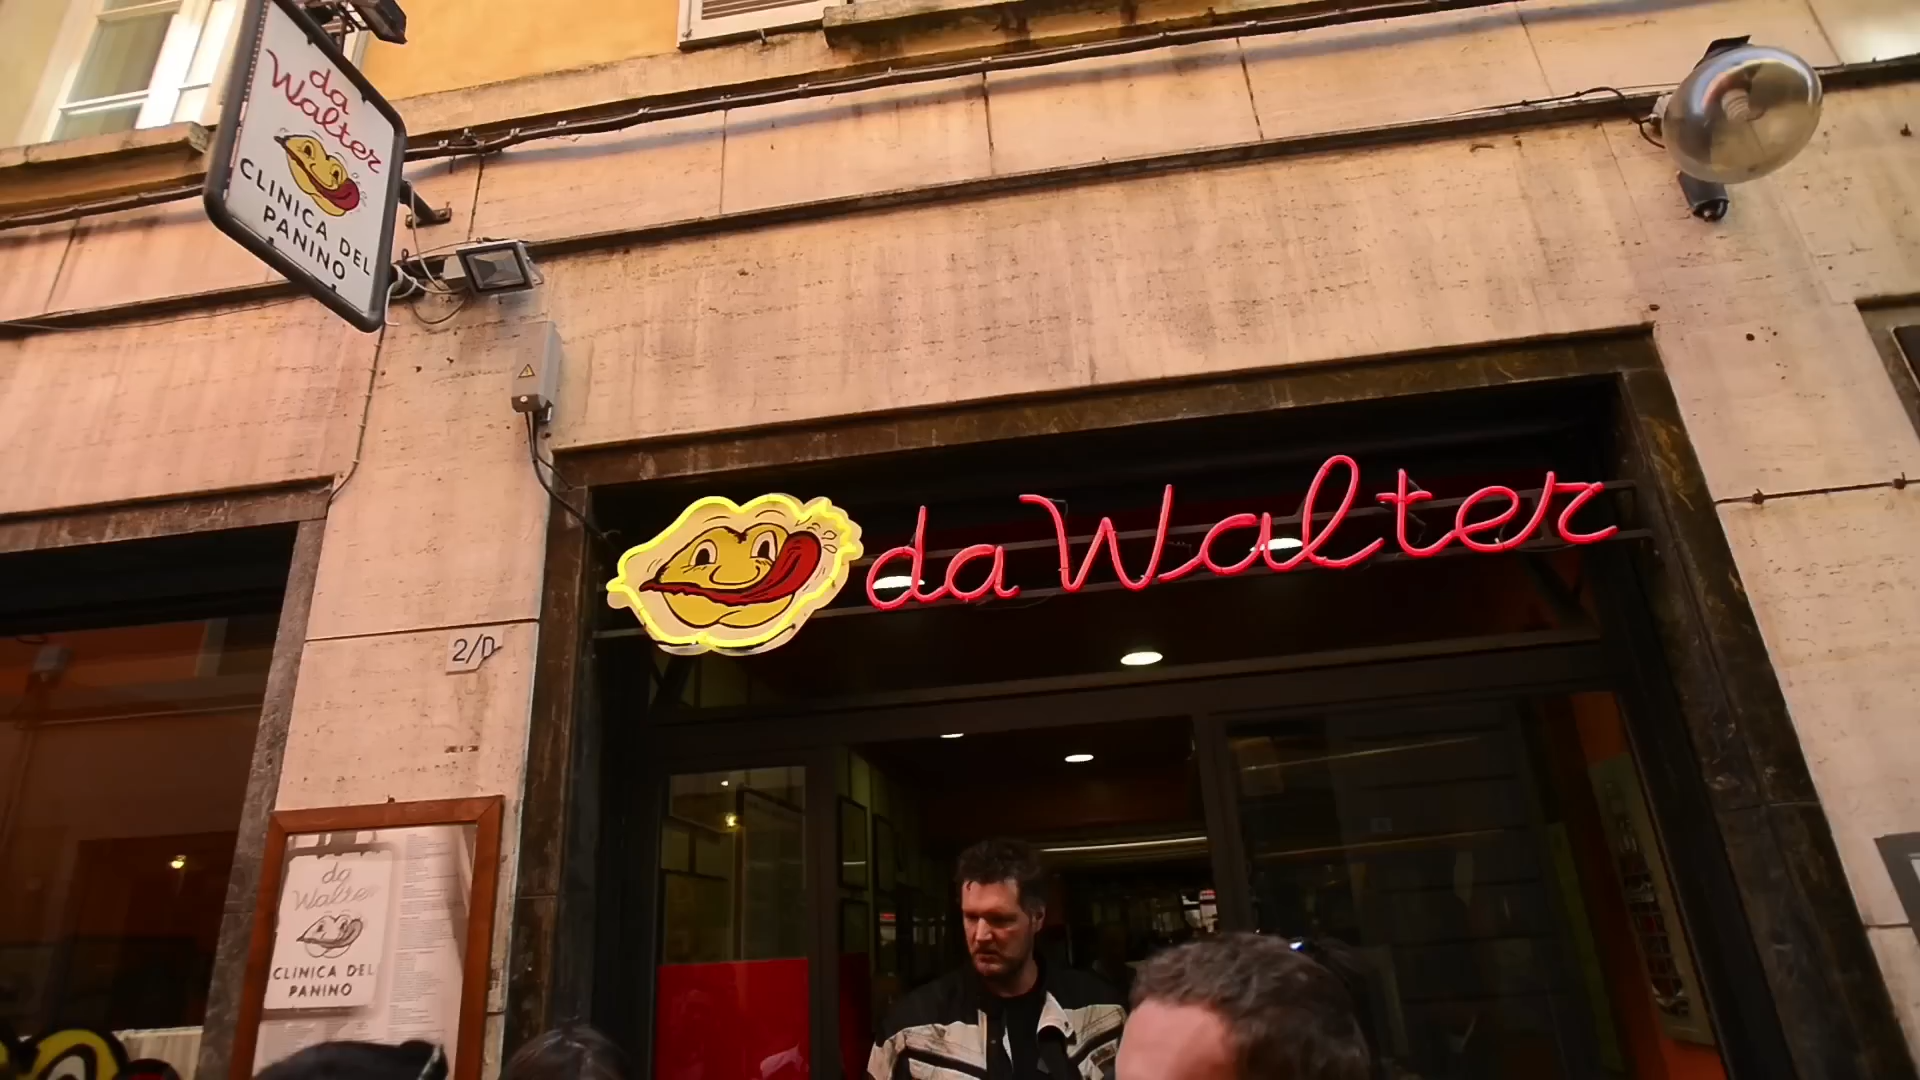 da
Walter
CLINICA DEL
PANINO
da Walter
2/D
da
Walter
CLINICA DEL
PANINO